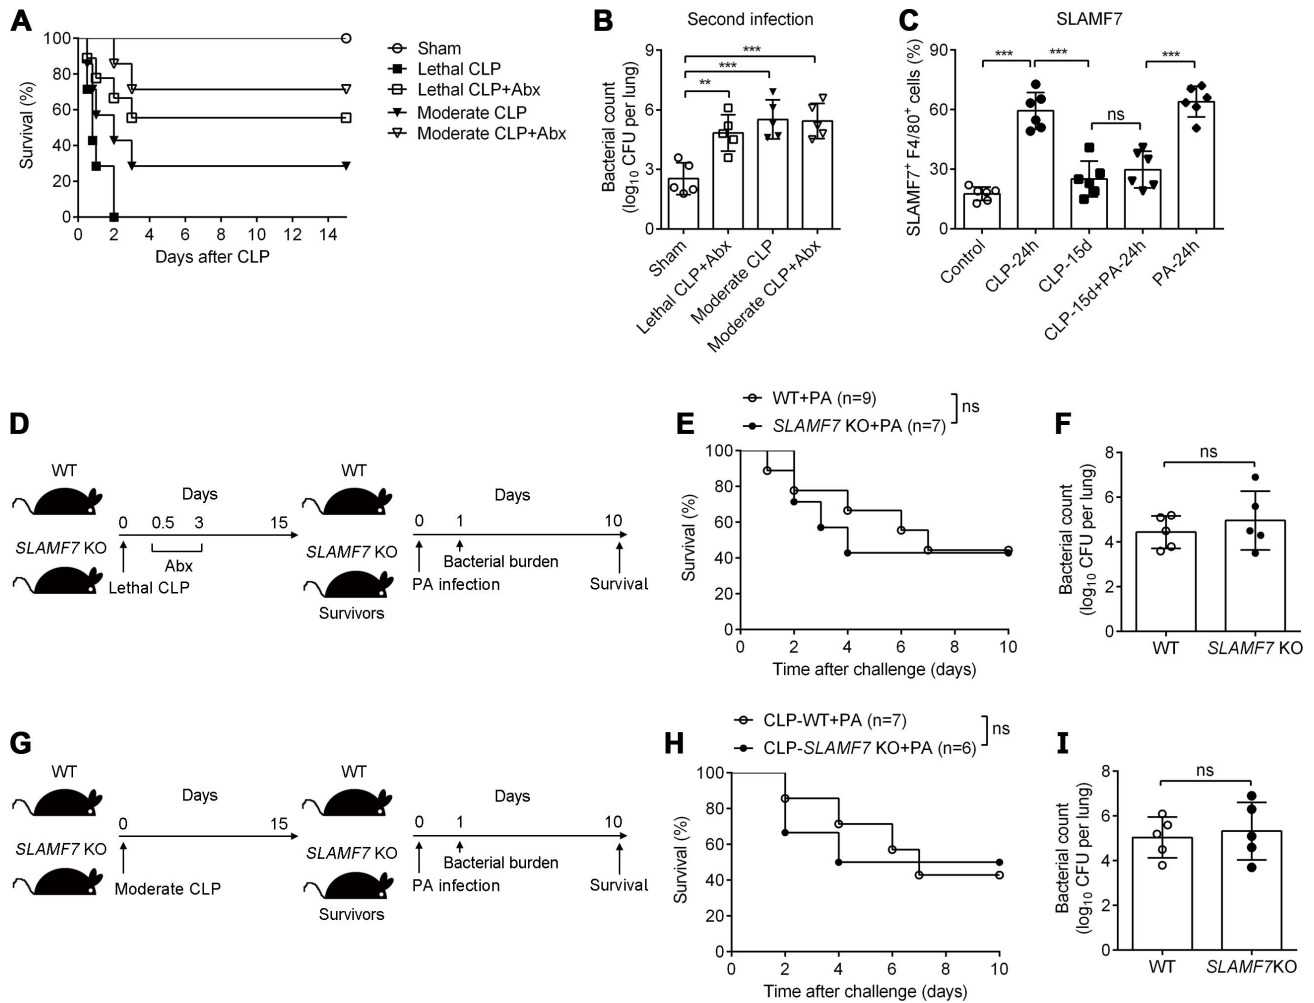 A
100
80
60
40
20
0
Survival (%)
0 2 4 6 8 10 12 14
Days after CLP
Sham
Lethal CLP
Lethal CLP+Abx
Moderate CLP
Moderate CLP+Abx
B
Second infection
***
***
**
9
6
3
0
Bacterial count
(log10 CFU per lung)
Sham
Lethal CLP+Abx
Moderate CLP
Moderate CLP+Abx
C
SLAMF7
*** *** ***
ns
90
60
30
0
SLAMF7+ F4/80+ cells (%)
Control
CLP-24h
CLP-15d
CLP-15d+PA-24h
PA-24h
D
WT
Days
0 0.5 3 15
SLAMF7 KO
Abx
Lethal CLP
WT
Days
0 1 10
SLAMF7 KO
Bacterial burden
PA infection
Survival
Survivors
E
WT+PA (n=9)
SLAMF7 KO+PA (n=7)
ns
100
80
60
40
20
0
Survival (%)
0 2 4 6 8 10
Time after challenge (days)
F
ns
8
6
4
2
0
Bacterial count
(log10 CFU per lung)
WT SLAMF7 KO
G
WT
Days
0 15
SLAMF7 KO
Moderate CLP
WT
Days
0 1 10
SLAMF7 KO
Bacterial burden
PA infection
Survival
Survivors
H
CLP-WT+PA (n=7)
CLP-SLAMF7 KO+PA (n=6)
ns
100
80
60
40
20
0
Survival (%)
0 2 4 6 8 10
Time after challenge (days)
I
ns
8
6
4
2
0
Bacterial count
(log10 CFU per lung)
WT SLAMF7KO